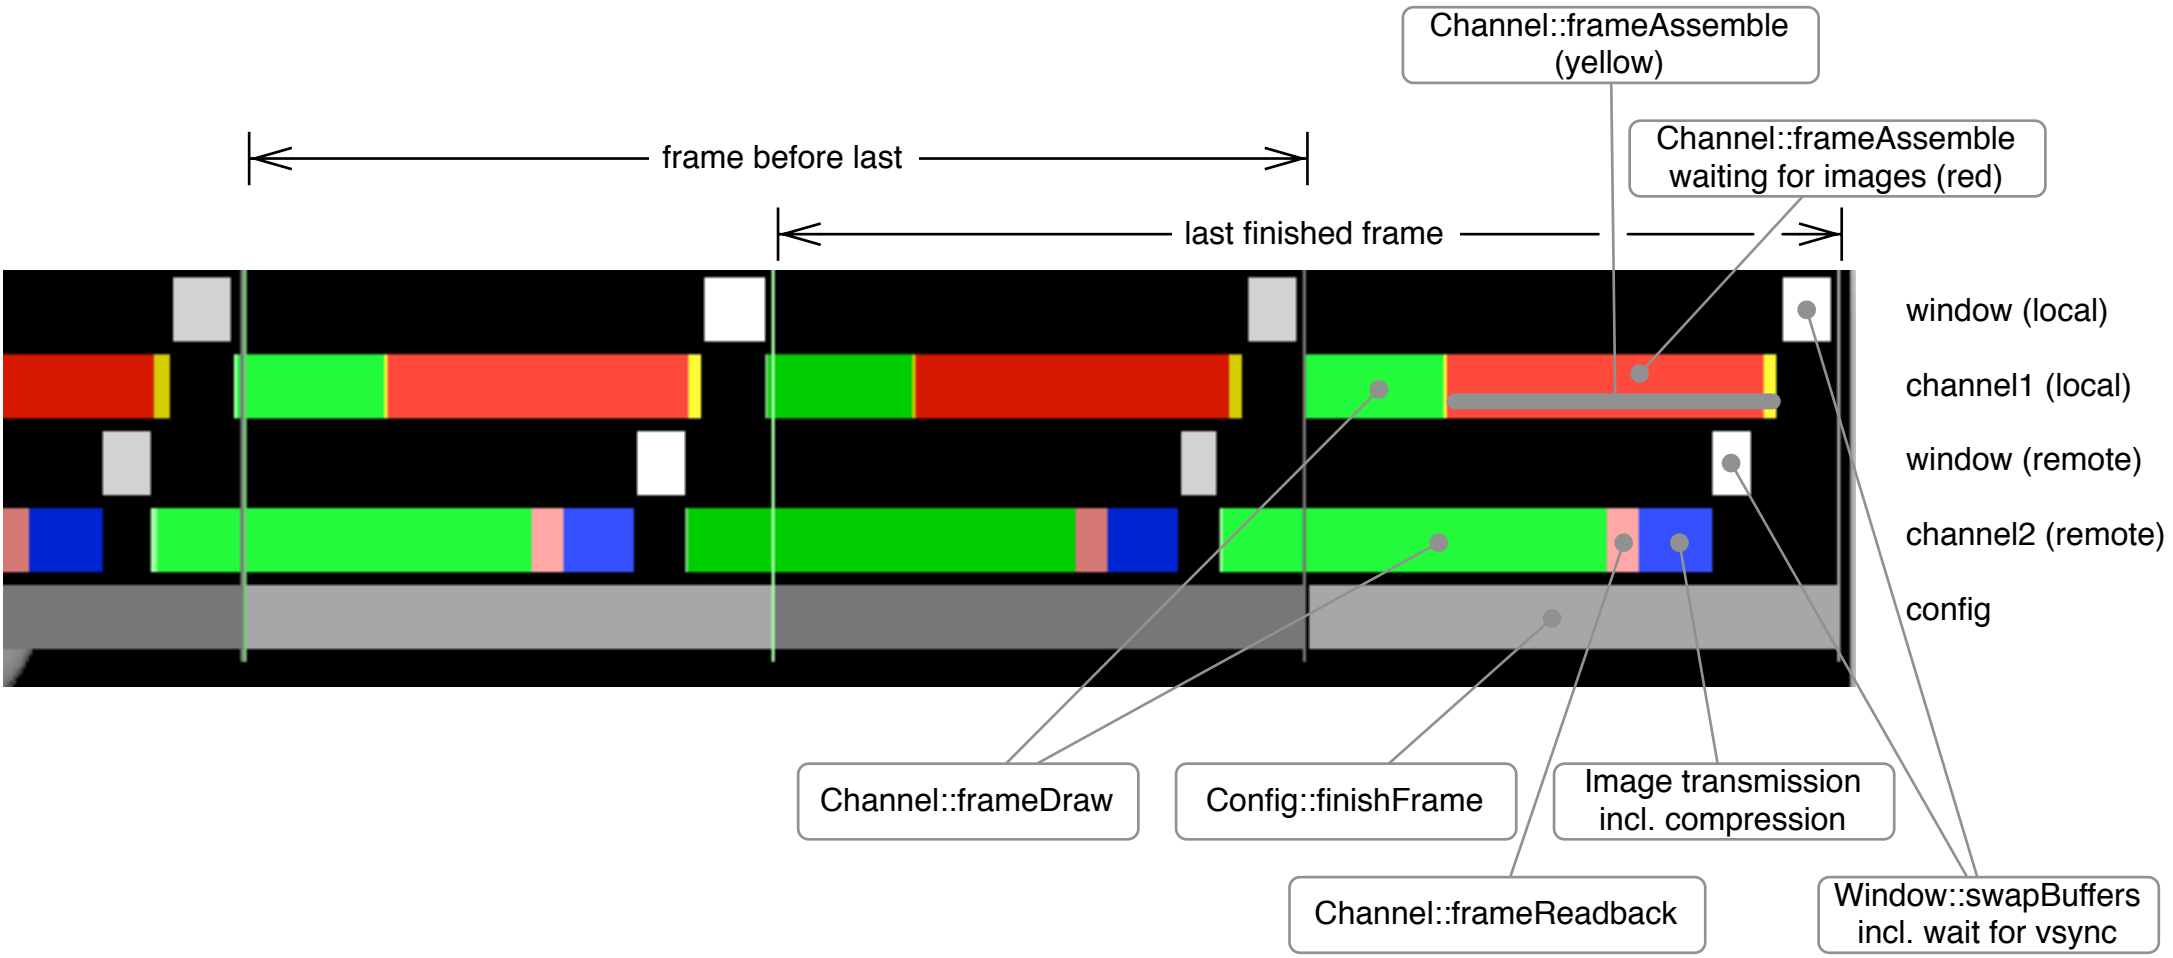 Channel::frameAssemble
(yellow)
Channel::frameAssemble
waiting for images (red)
frame before last
last finished frame
window (local)
channel1 (local)
window (remote)
channel2 (remote)
config
Channel::frameDraw
Config::finishFrame
Image transmission
incl. compression
Channel::frameReadback
Window::swapBuffers
incl. wait for vsync